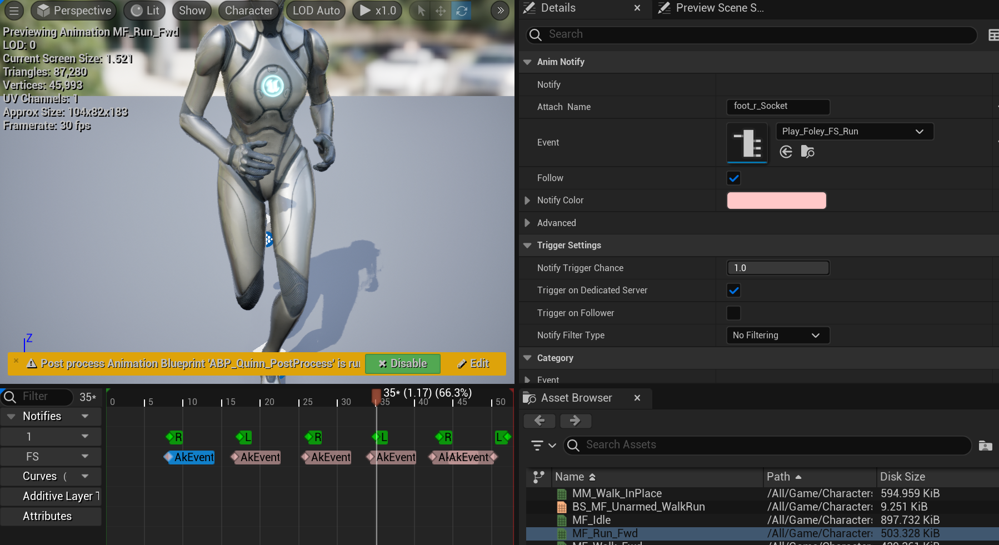 Perspective
Lit
Show
Character
LOD Auto
x1.0
Previewing Animation MF_Run_Fwd
LOD: 0
Current Screen Size: 1.521
Triangles: 87,280
Vertices: 45,993
UV Channels: 1
Approx Size: 104x82x183
Framerate: 30 fps
Z
Post process Animation Blueprint 'ABP_Quinn_PostProcess' is ru
Disable
Edit
Details
Preview Scene S...
Search
Anim Notify
Notify
Attach Name
foot_r_Socket
Event
Play_Foley_FS_Run
Follow
Notify Color
Advanced
Trigger Settings
Notify Trigger Chance
1.0
Trigger on Dedicated Server
Trigger on Follower
Notify Filter Type
No Filtering
Category
Event
Filter
35*
35* (1.17) (66.3%)
0 5 10 15 20 25 30 35 40 45 50
Notifies
1
R L R L R L
FS
AkEvent AkEvent AkEvent AkEvent Ak AkEvent
Curves (
Additive Layer T
Attributes
Asset Browser
Search Assets
Name Path Disk Size
MM_Walk_InPlace /All/Game/Character: 594.959 KiB
BS_MF_Unarmed_WalkRun /All/Game/Character: 9.251 KiB
MF_Idle /All/Game/Character: 897.732 KiB
MF_Run_Fwd /All/Game/Character: 503.328 KiB